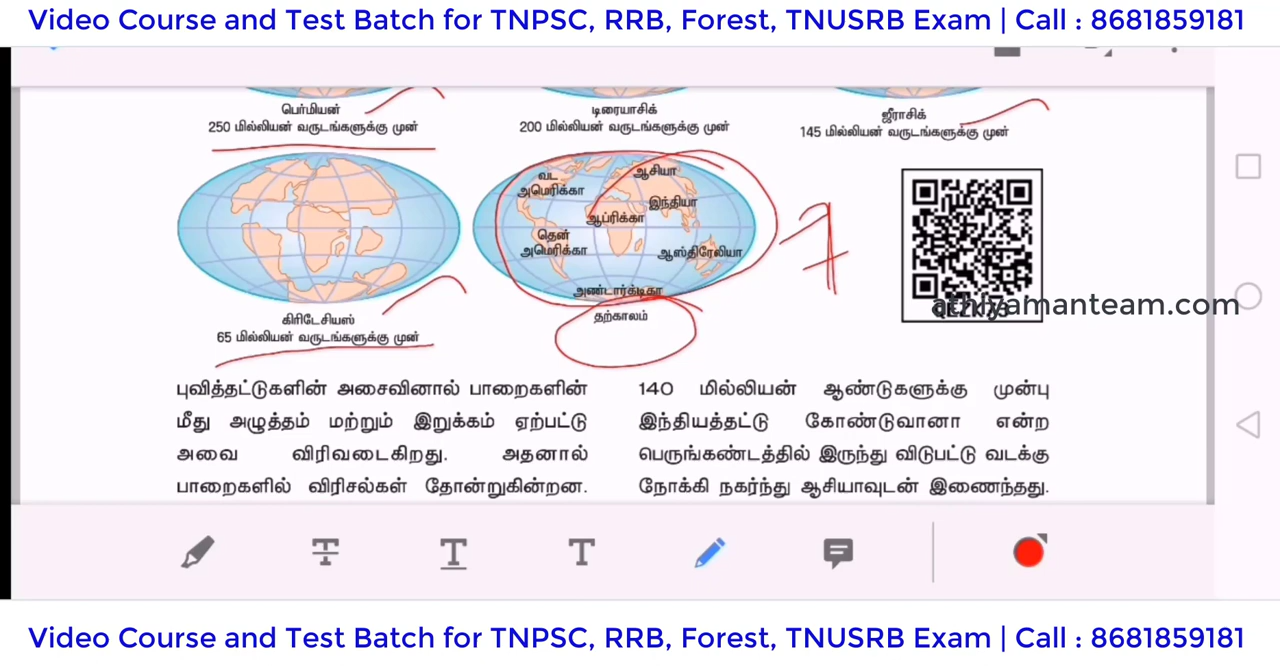 Video Course and Test Batch for TNPSC, RRB, Forest, TNUSRB Exam | Call : 8681859181
பெர்மியன்
250 மில்லியன் வருடங்களுக்கு முன்
டிரையாசிக்
200 மில்லியன் வருடங்களுக்கு முன்
ஜீராசிக்
145 மில்லியன் வருடங்களுக்கு முன்
வட
அமெரிக்கா
ஆசியா
இந்தியா
ஆப்ரிக்கா
தென்
அமெரிக்கா
ஆஸ்திரேலியா
அண்டார்க்டிகா
கிரிடேசியஸ்
65 மில்லியன் வருடங்களுக்கு முன்
தற்காலம்
7
athiyamanteam.com
புவித்தட்டுகளின் அசைவினால் பாறைகளின்
மீது அழுத்தம் மற்றும் இறுக்கம் ஏற்பட்டு
அவை விரிவடைகிறது. அதனால்
பாறைகளில் விரிசல்கள் தோன்றுகின்றன.
140 மில்லியன் ஆண்டுகளுக்கு முன்பு
இந்தியத்தட்டு கோண்டுவானா என்ற
பெருங்கண்டத்தில் இருந்து விடுபட்டு வடக்கு
நோக்கி நகர்ந்து ஆசியாவுடன் இணைந்தது.
T
T
T
Video Course and Test Batch for TNPSC, RRB, Forest, TNUSRB Exam | Call : 8681859181